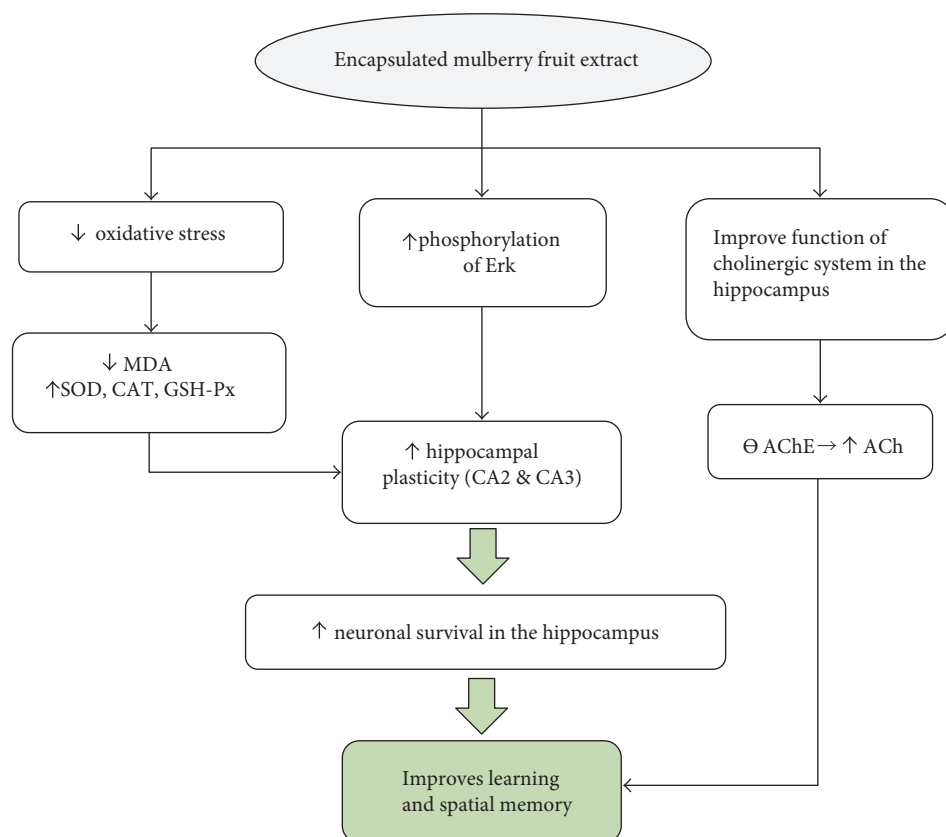 Encapsulated mulberry fruit extract
↓ oxidative stress
↑phosphorylation
of Erk
Improve function of
cholinergic system in the
hippocampus
↓ MDA
↑SOD, CAT, GSH-Px
↑ hippocampal
plasticity (CA2 & CA3)
⊖ AChE → ↑ ACh
↑ neuronal survival in the hippocampus
Improves learning
and spatial memory